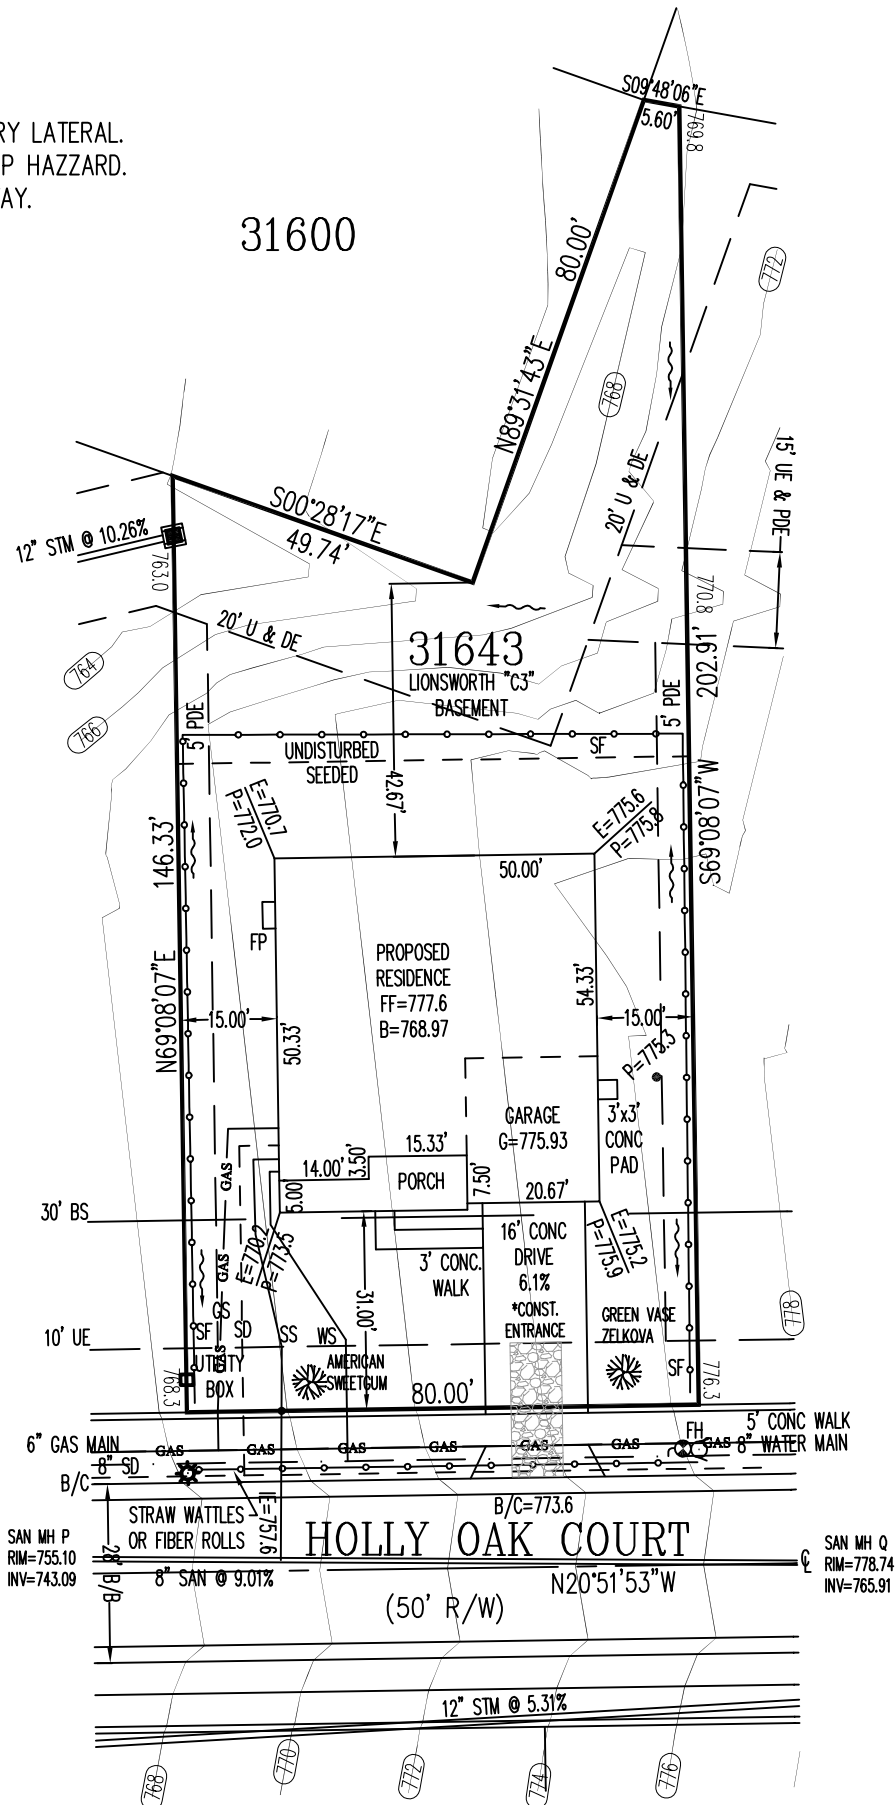 S09°48'06"E
5.60'
769.8
RY LATERAL.
P HAZZARD.
AY.
31600
80.00'
N89°31'43"E
772
768
20' U & DE
15' UE & PDE
S00°28'17"E
49.74'
12" STM @ 10.26%
763.0
770.8
202.91'
S69°08'07"W
20' U & DE
31643
LIONSWORTH "C3"
BASEMENT
764
766
5' PDE
5' PDE
UNDISTURBED
SEEDED
SF
42.67'
E=770.7
P=772.0
E=775.6
P=775.8
146.33'
N69°08'07"E
50.00'
FP
PROPOSED
RESIDENCE
FF=777.6
B=768.97
54.33'
15.00'
50.33'
15.00'
P=775.3
GARAGE
G=775.93
3'x3'
CONC
PAD
15.33'
14.00'
3.50'
PORCH
7.50'
5.00
20.67'
GAS
30' BS
E=770.2
P=773.5
16' CONC
DRIVE
6.1%
*CONST.
ENTRANCE
3' CONC.
WALK
E=775.2
P=775.9
GAS
31.00'
GS
SF
SD
SS
WS
GREEN VASE
ZELKOVA
778
10' UE
GAS
UTILITY
BOX
AMERICAN
SWEETGUM
SF
768.3
776.3
80.00'
5' CONC WALK
FH
6" GAS MAIN
GAS
GAS
GAS
GAS
GAS
GAS
GAS
8" WATER MAIN
8" SD
B/C
B/C=773.6
STRAW WATTLES
OR FIBER ROLLS
IE=757.6
HOLLY OAK COURT
SAN MH P
RIM=755.10
INV=743.09
28' B/B
8" SAN @ 9.01%
N20°51'53"W
SAN MH Q
RIM=778.74
INV=765.91
(50' R/W)
12" STM @ 5.31%
768
770
772
774
776